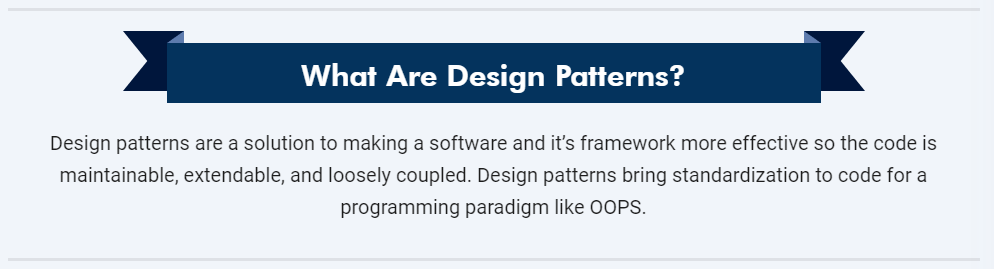 What Are Design Patterns?
Design patterns are a solution to making a software and it’s framework more effective so the code is
maintainable, extendable, and loosely coupled. Design patterns bring standardization to code for a
programming paradigm like OOPS.